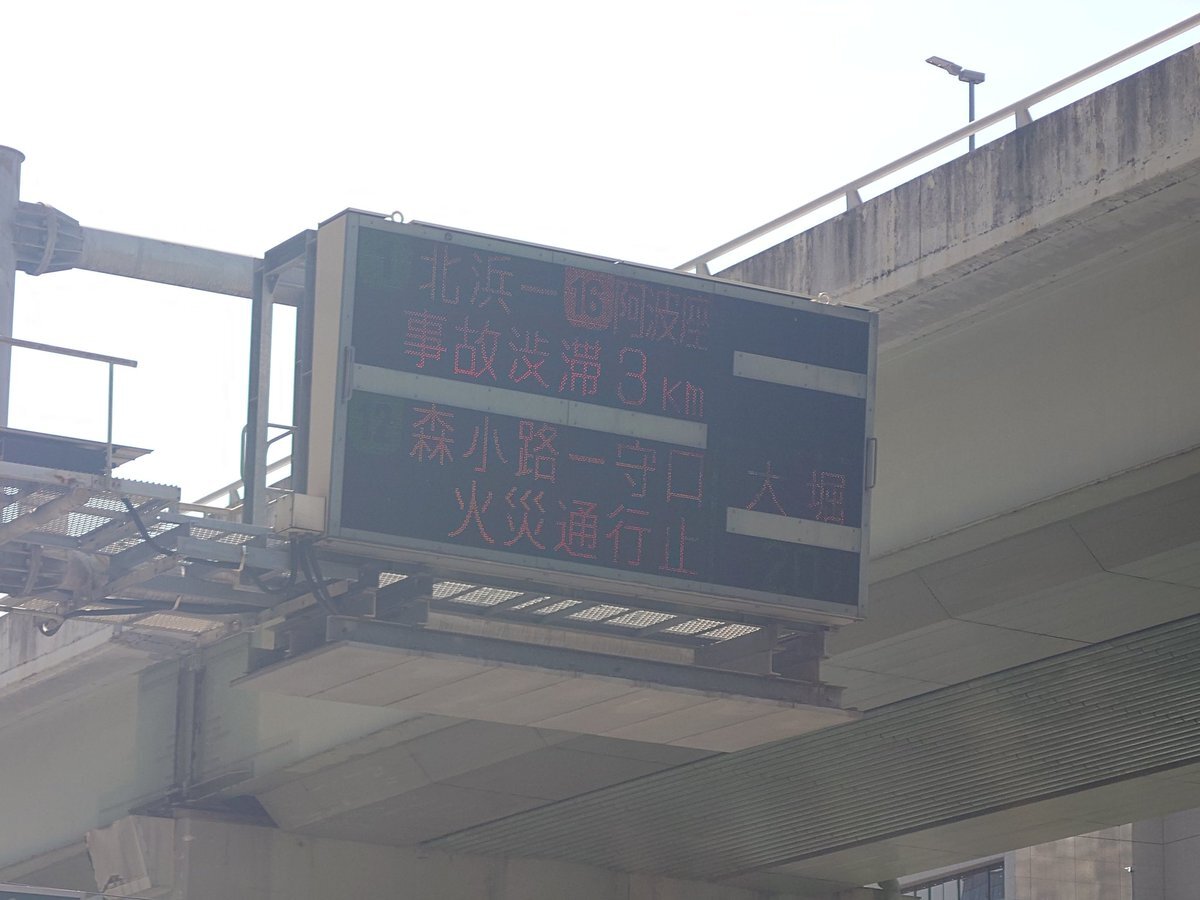 北浜一16阿波座
事故渋滞3km
12
森小路一守口
火災通行止
大堀